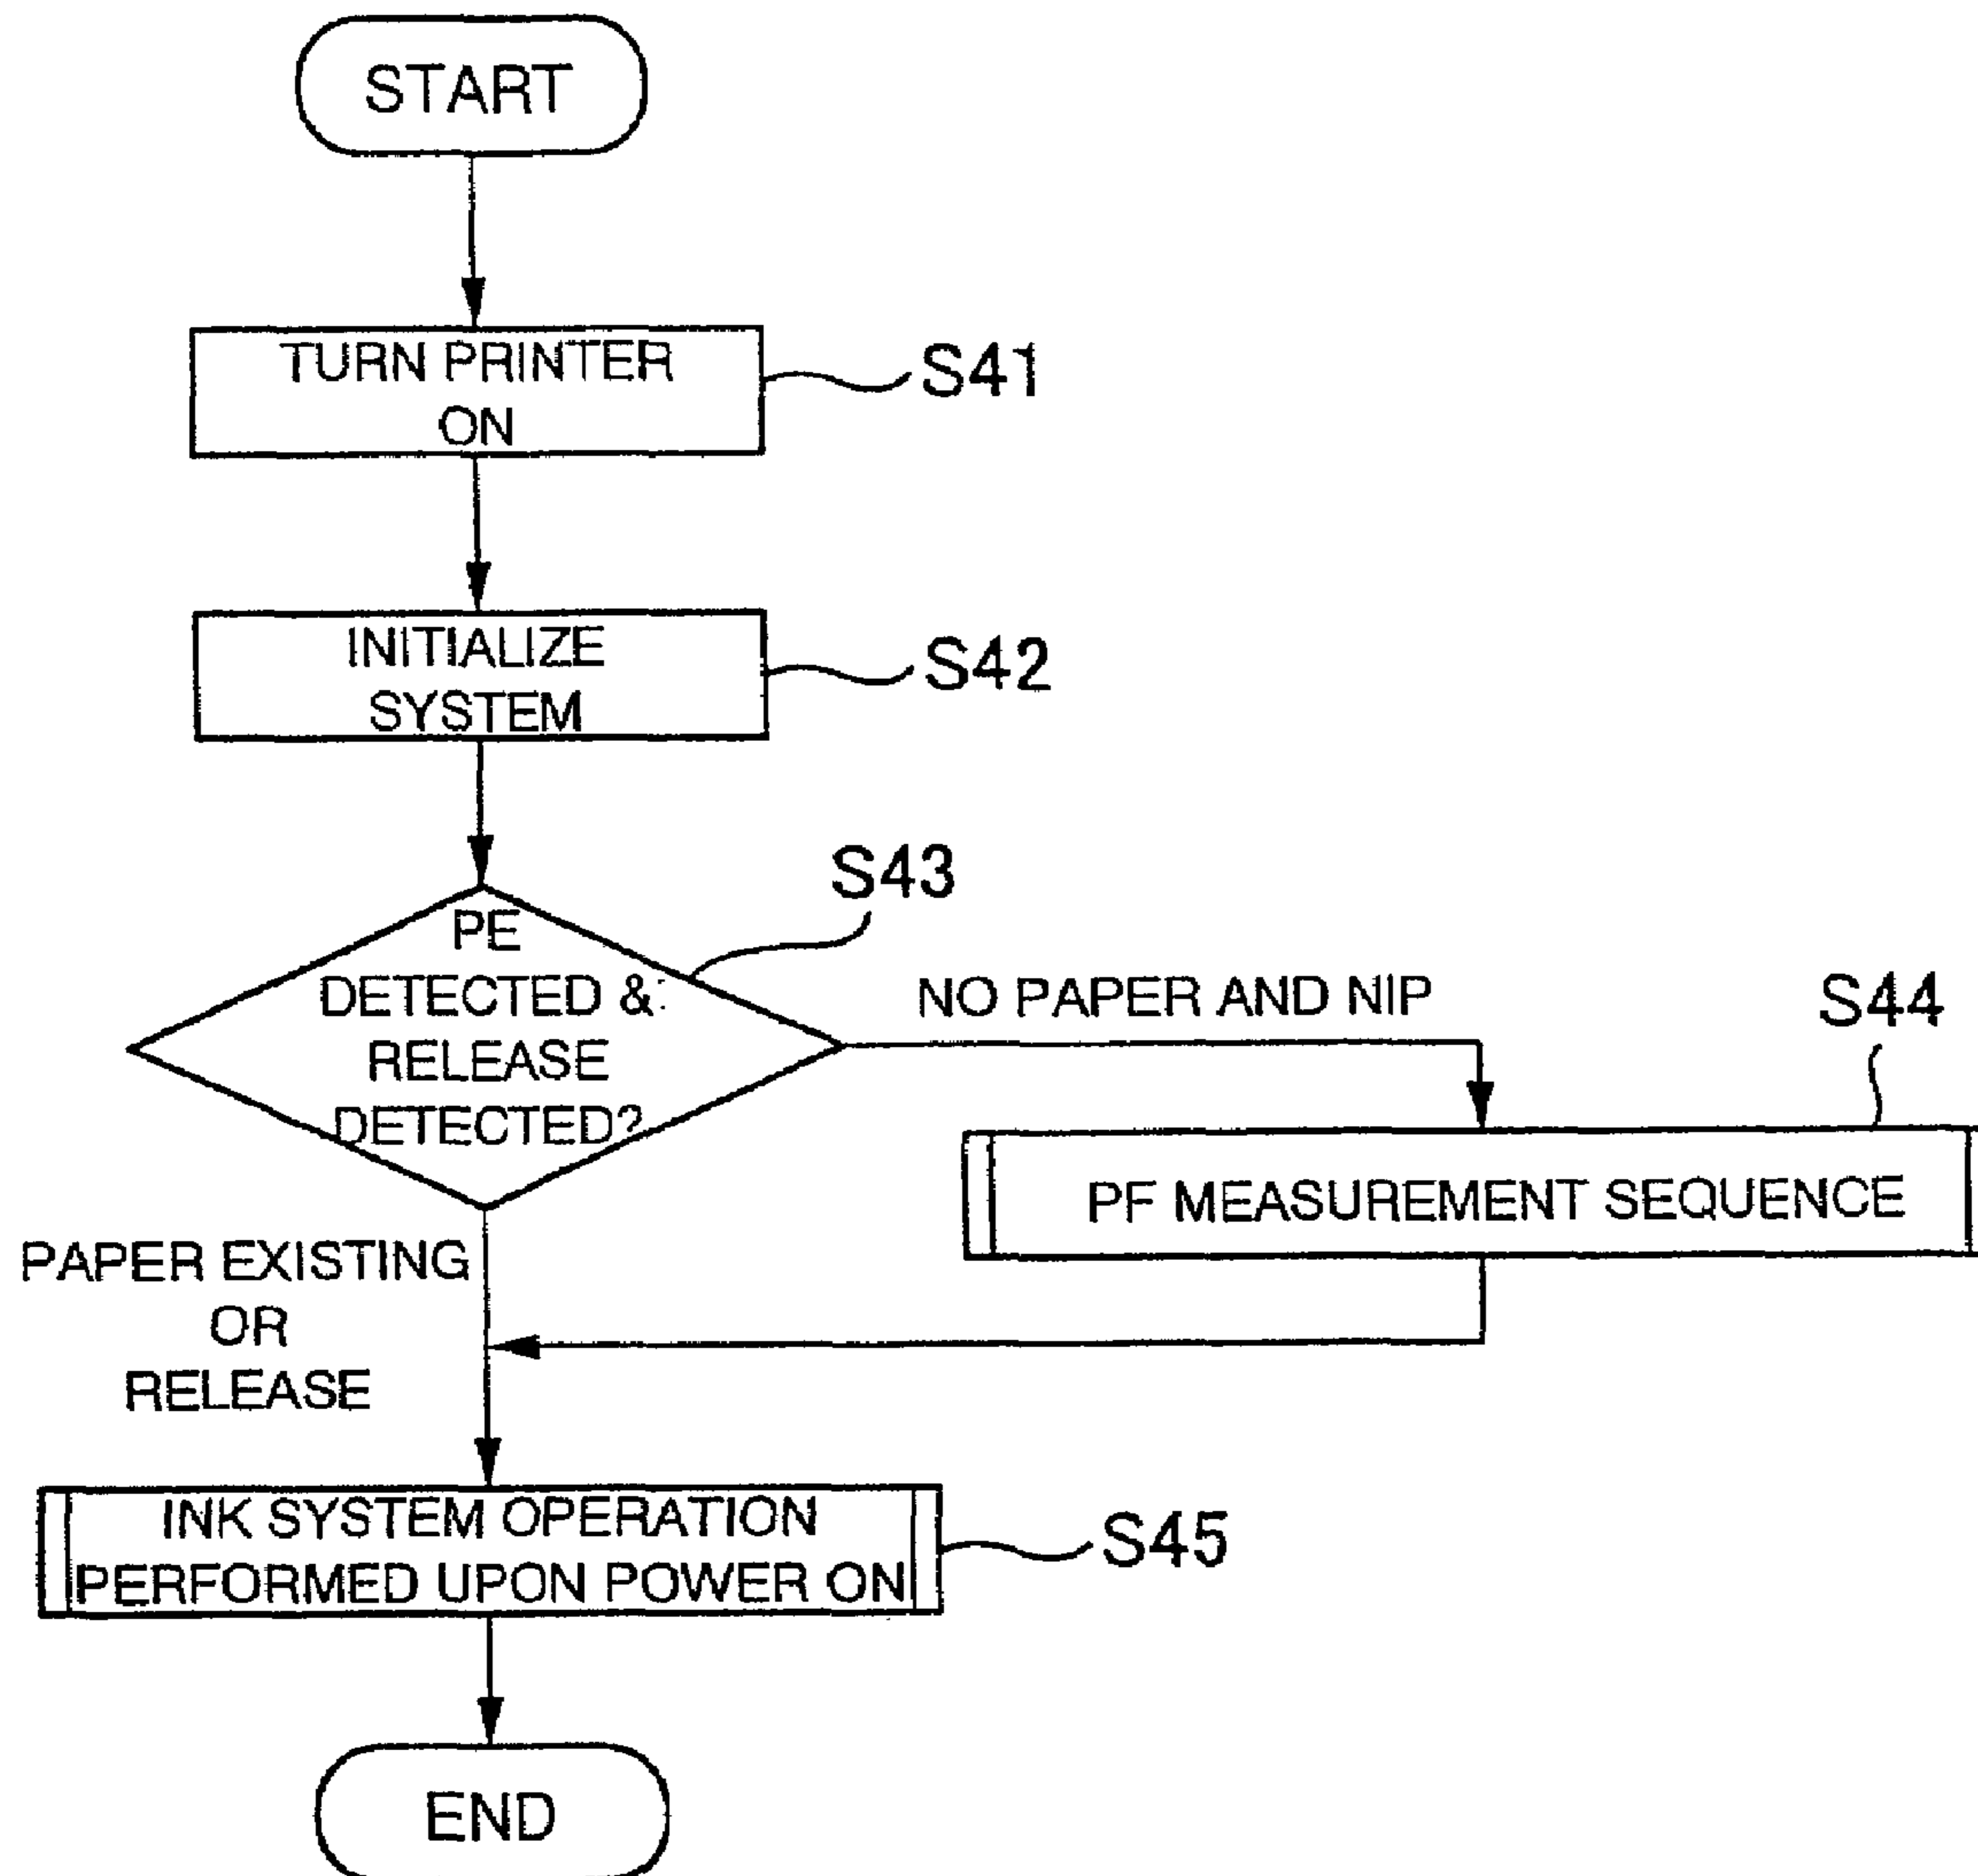 START
TURN PRINTER
ON
S41
INITIALIZE
SYSTEM
S42
S43
PE
DETECTED &
RELEASE
DETECTED?
NO PAPER AND NIP
S44
PF MEASUREMENT SEQUENCE
PAPER EXISTING
OR
RELEASE
INK SYSTEM OPERATION
PERFORMED UPON POWER ON
S45
END